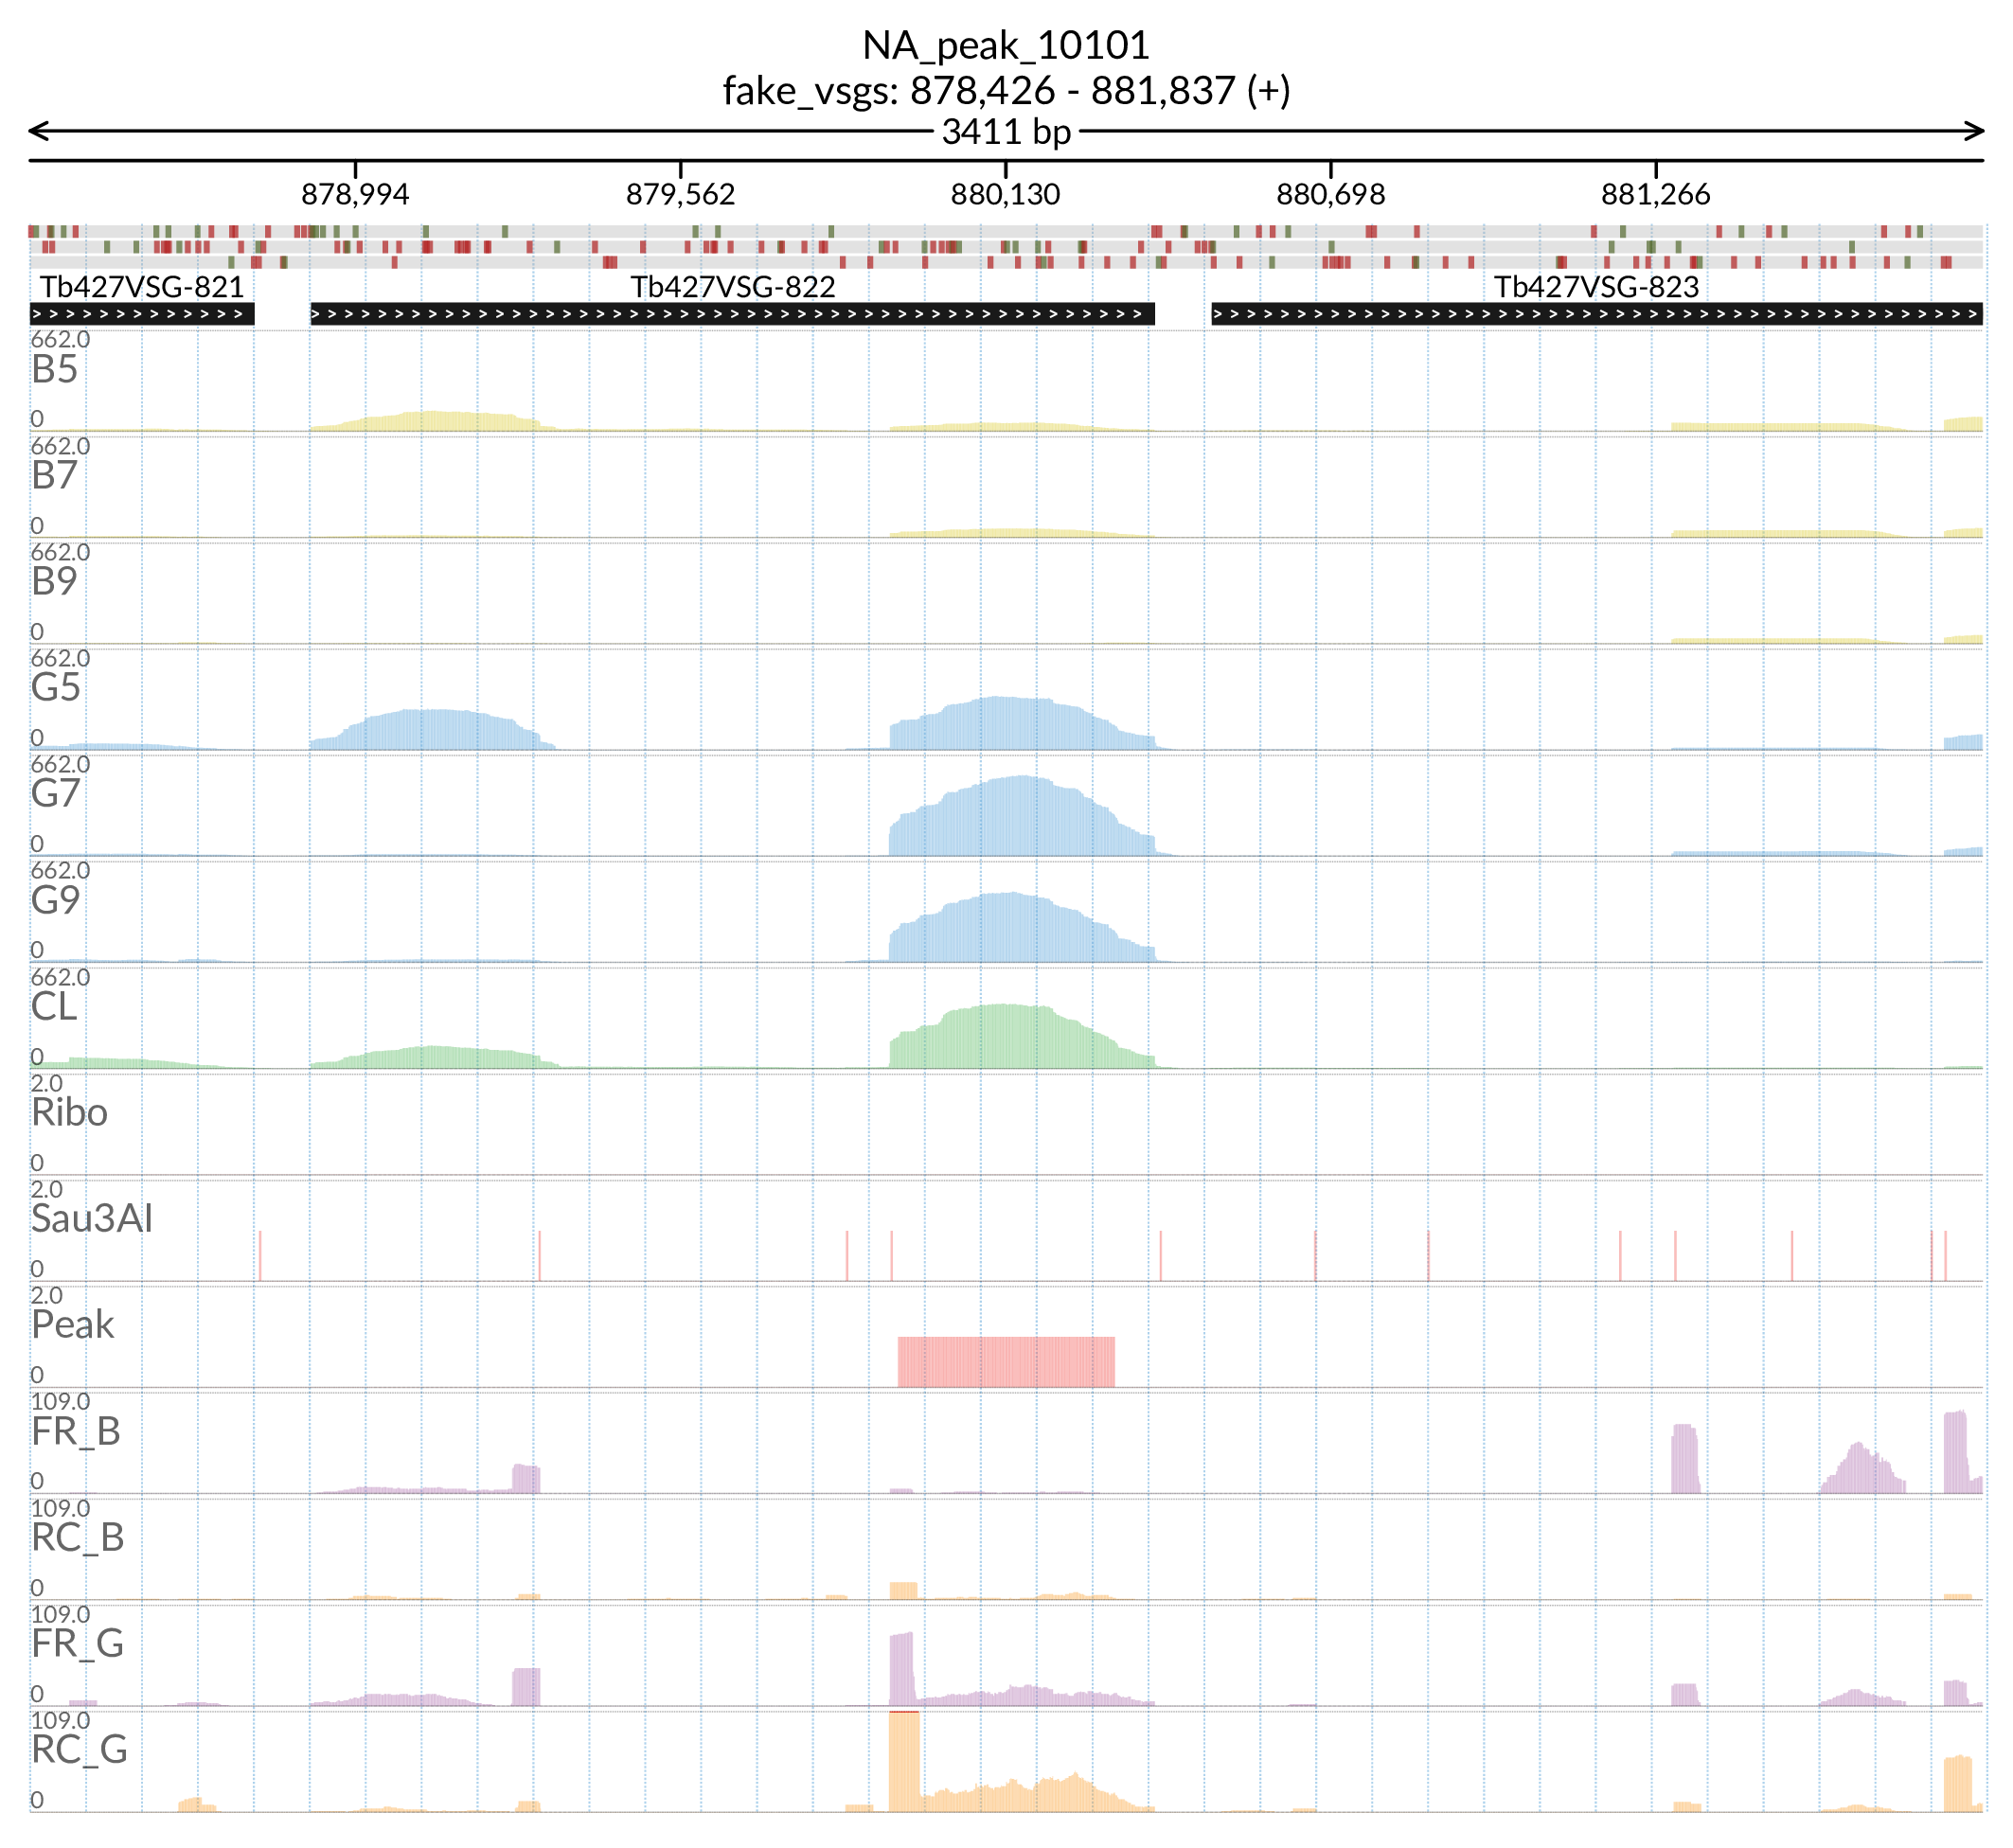 NA_peak_10101
fake_vsgs: 878,426 - 881,837 (+)
3411 bp
878,994 879,562 880,130 880,698 881,266
Tb427VSG-821 Tb427VSG-822 Tb427VSG-823
662.0
B5
0
662.0
B7
0
662.0
B9
0
662.0
G5
0
662.0
G7
0
662.0
G9
0
662.0
CL
0
2.0
Ribo
0
2.0
Sau3AI
0
2.0
Peak
0
109.0
FR_B
0
109.0
RC_B
0
109.0
FR_G
0
109.0
RC_G
0